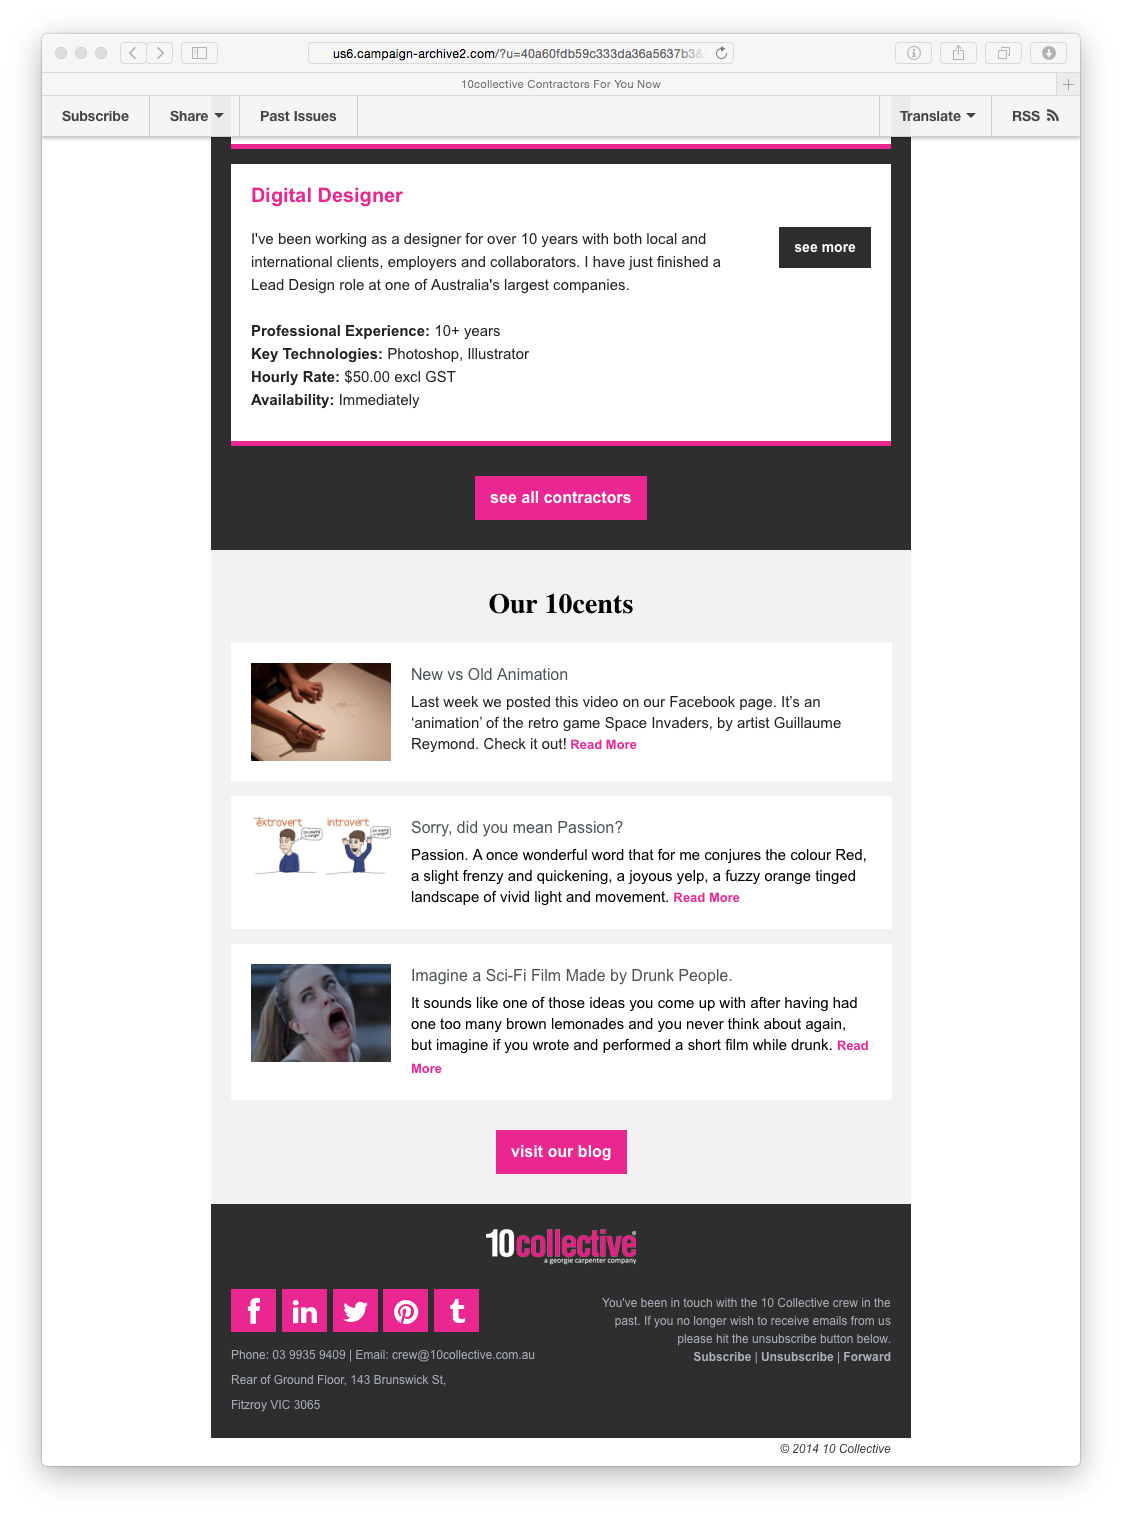 us6.campaign-archive2.com/?u=40a60fdb59c333da36a5637b3&
10collective Contractors For You Now
Subscribe
Share
Past Issues
Translate
RSS
Digital Designer
I've been working as a designer for over 10 years with both local and
international clients, employers and collaborators. I have just finished a
Lead Design role at one of Australia's largest companies.
see more
Professional Experience: 10+ years
Key Technologies: Photoshop, Illustrator
Hourly Rate: $50.00 excl GST
Availability: Immediately
see all contractors
Our 10cents
New vs Old Animation
Last week we posted this video on our Facebook page. It’s an
‘animation’ of the retro game Space Invaders, by artist Guillaume
Reymond. Check it out! Read More
extrovert
introvert
Sorry, did you mean Passion?
Passion. A once wonderful word that for me conjures the colour Red,
a slight frenzy and quickening, a joyous yelp, a fuzzy orange tinged
landscape of vivid light and movement. Read More
Imagine a Sci-Fi Film Made by Drunk People.
It sounds like one of those ideas you come up with after having had
one too many brown lemonades and you never think about again,
but imagine if you wrote and performed a short film while drunk. Read
More
visit our blog
10collective
a georgie carpenter company
You've been in touch with the 10 Collective crew in the
past. If you no longer wish to receive emails from us
please hit the unsubscribe button below.
Subscribe | Unsubscribe | Forward
Phone: 03 9935 9409 | Email: crew@10collective.com.au
Rear of Ground Floor, 143 Brunswick St,
Fitzroy VIC 3065
© 2014 10 Collective